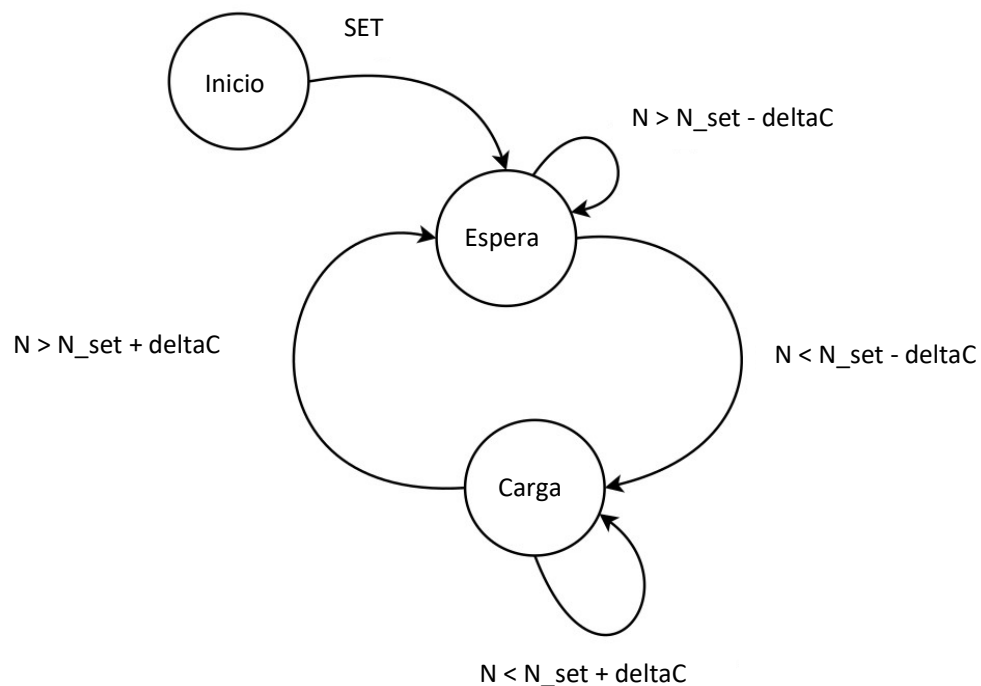 SET
Inicio
N > N_set - deltaC
Espera
N > N_set + deltaC
N < N_set - deltaC
Carga
N < N_set + deltaC